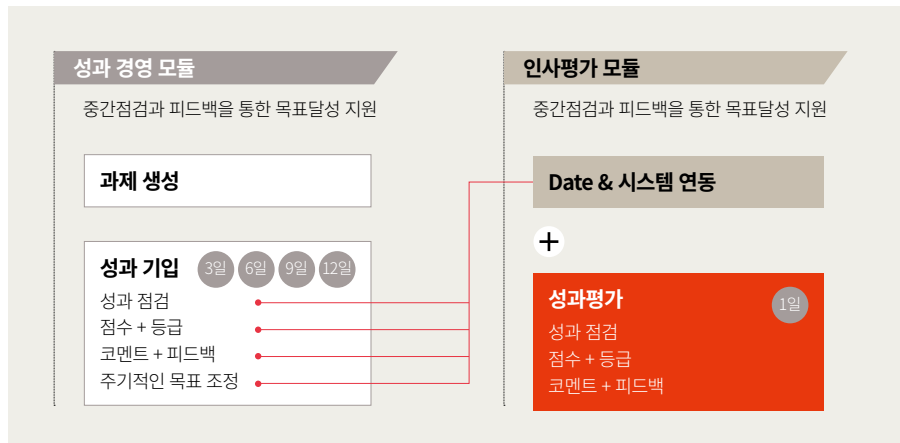 성과 경영 모듈
중간점검과 피드백을 통한 목표달성 지원
과제 생성
성과 기입 3일 6일 9일 12일
성과 점검
점수 + 등급
코멘트 + 피드백
주기적인 목표 조정
인사평가 모듈
중간점검과 피드백을 통한 목표달성 지원
Date & 시스템 연동
+
성과평가 1일
성과 점검
점수 + 등급
코멘트 + 피드백